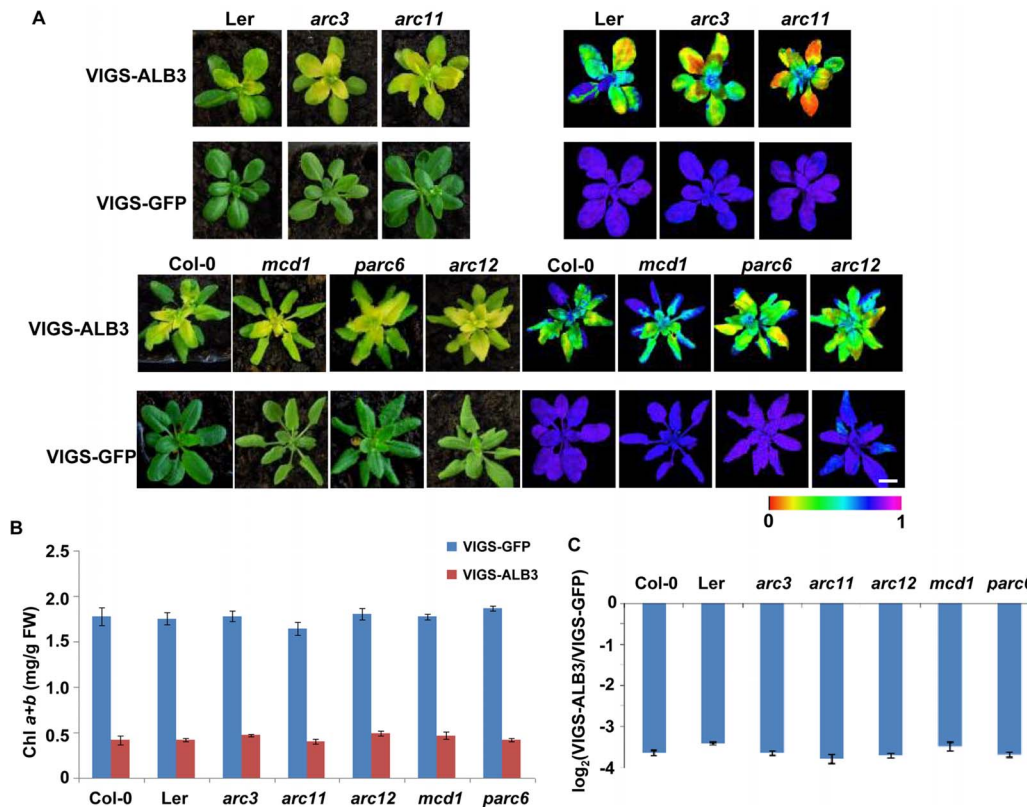 A
Ler arc3 arc11 Ler arc3 arc11
VIGS-ALB3
VIGS-GFP
Col-0 mcd1 parc6 arc12 Col-0 mcd1 parc6 arc12
VIGS-ALB3
VIGS-GFP
0 1
B
2.5
2.0
1.5
1.0
0.5
0
Chl a+b (mg/g FW)
VIGS-GFP
VIGS-ALB3
Col-0 Ler arc3 arc11 arc12 mcd1 parc6
C
Col-0 Ler arc3 arc11 arc12 mcd1 parc6
0
-1
-2
-3
-4
log2(VIGS-ALB3/VIGS-GFP)